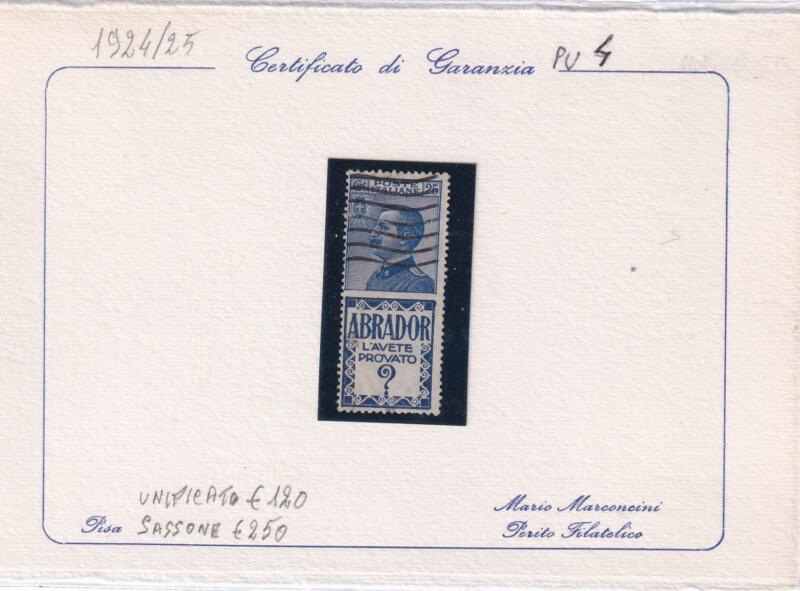 1924/25
Certificato di Garanzia PU 4
POSTE
ITALIANE
25
ABRADOR
L'AVETE
PROVATO
?
UNIFICATO € 120
Pisa SASSONE € 250
Mario Marconcini
Perito Filatelico